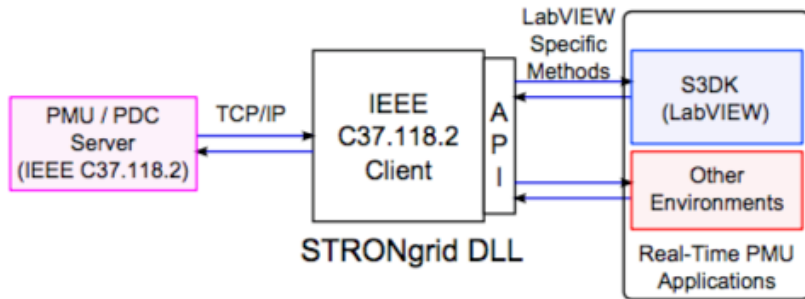 LabVIEW
Specific
Methods
PMU / PDC
Server
(IEEE C37.118.2)
TCP/IP
IEEE
C37.118.2
Client
A
P
I
S3DK
(LabVIEW)
Other
Environments
STRONgrid DLL
Real-Time PMU
Applications